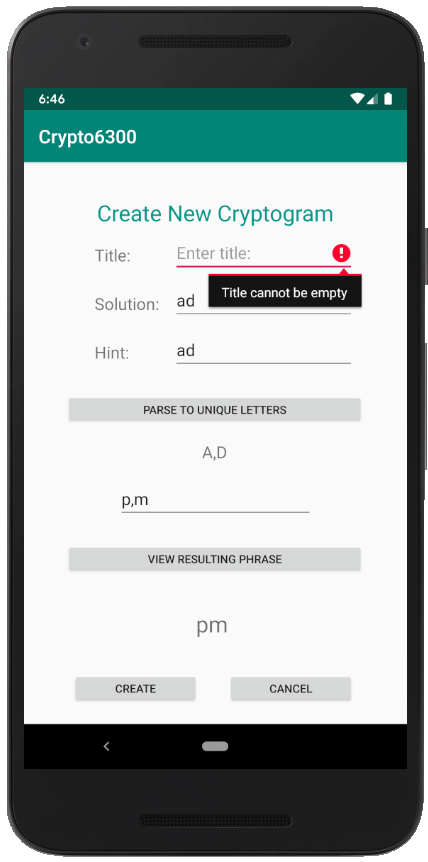 6:46
Crypto6300
Create New Cryptogram
Title: Enter title:
Title cannot be empty
Solution: ad
Hint: ad
PARSE TO UNIQUE LETTERS
A,D
p,m
VIEW RESULTING PHRASE
pm
CREATE CANCEL